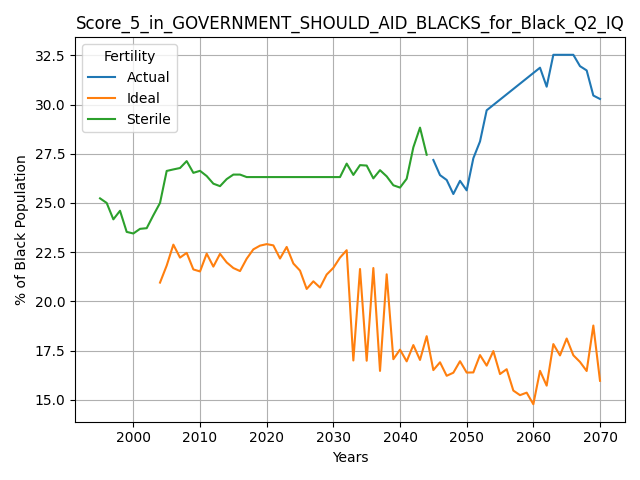 Score_5_in_GOVERNMENT_SHOULD_AID_BLACKS_for_Black_Q2_IQ
Fertility
Actual
Ideal
Sterile
% of Black Population
32.5
30.0
27.5
25.0
22.5
20.0
17.5
15.0
2000
2010
2020
2030
2040
2050
2060
2070
Years